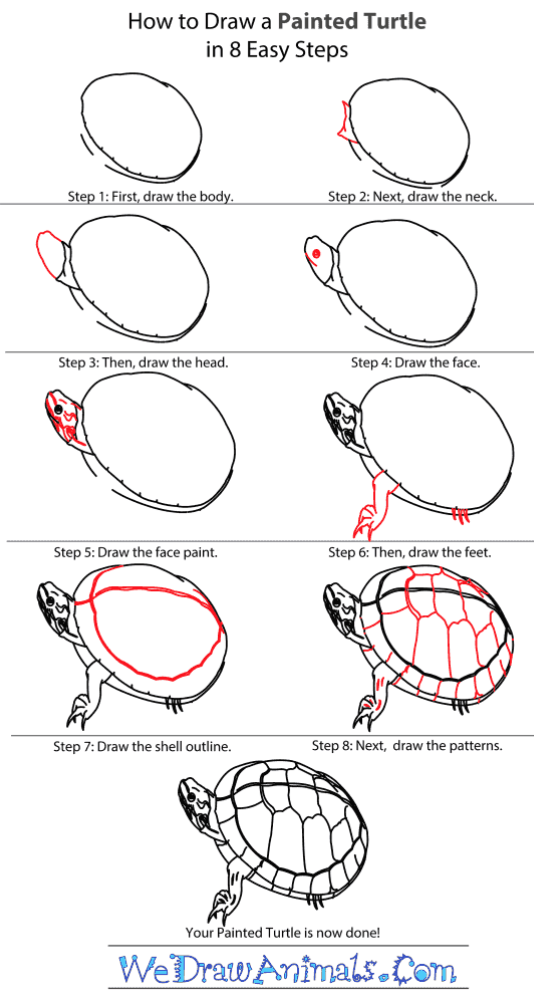 How to Draw a Painted Turtle
in 8 Easy Steps
Step 1: First, draw the body.
Step 2: Next, draw the neck.
Step 3: Then, draw the head.
Step 4: Draw the face.
Step 5: Draw the face paint.
Step 6: Then, draw the feet.
Step 7: Draw the shell outline.
Step 8: Next, draw the patterns.
Your Painted Turtle is now done!
WeDrawAnimals.Com